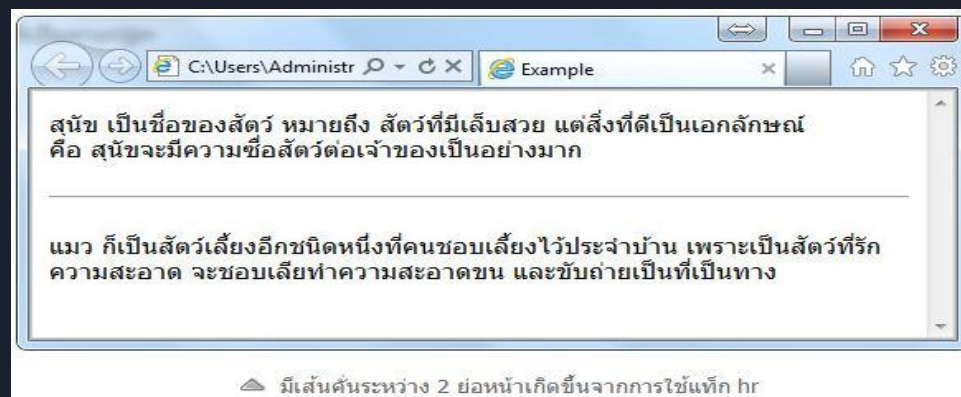 C:\Users\Administr
Example
สุนัข เป็นชื่อของสัตว์ หมายถึง สัตว์ที่มีเล็บสวย แต่สิ่งที่ดีเป็นเอกลักษณ์
คือ สุนัขจะมีความซื่อสัตว์ต่อเจ้าของเป็นอย่างมาก
แมว ก็เป็นสัตว์เลี้ยงอีกชนิดหนึ่งที่คนชอบเลี้ยงไว้ประจำบ้าน เพราะเป็นสัตว์ที่รัก
ความสะอาด จะชอบเลียทำความสะอาดขน และขับถ่ายเป็นที่เป็นทาง
มีเส้นคั่นระหว่าง 2 ย่อหน้าเกิดขึ้นจากการใช้แท็ก hr